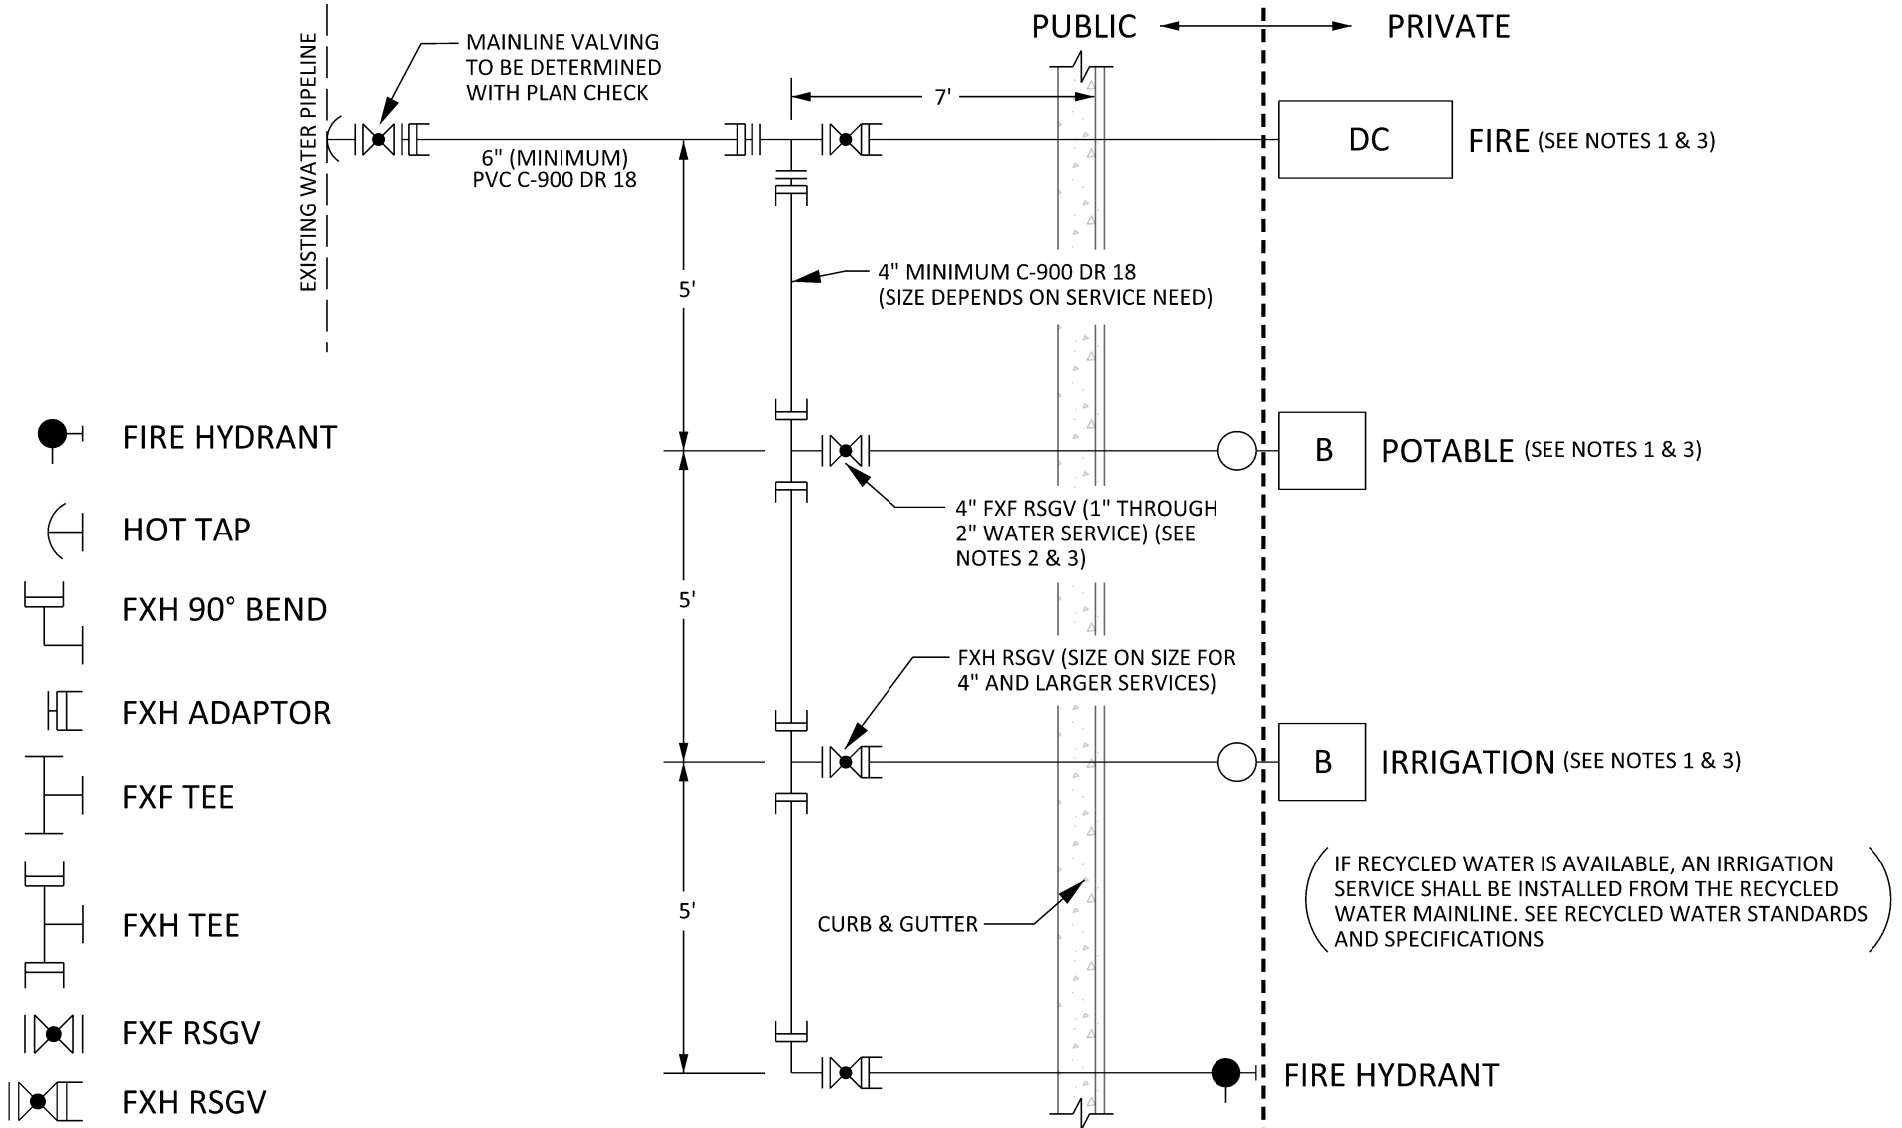 PUBLIC
PRIVATE
EXISTING WATER PIPELINE
MAINLINE VALVING
TO BE DETERMINED
WITH PLAN CHECK
7'
6" (MINIMUM)
PVC C-900 DR 18
DC
FIRE (SEE NOTES 1 & 3)
5'
4" MINIMUM C-900 DR 18
(SIZE DEPENDS ON SERVICE NEED)
B
POTABLE (SEE NOTES 1 & 3)
4" FXF RSGV (1" THROUGH
2" WATER SERVICE) (SEE
NOTES 2 & 3)
5'
FXH RSGV (SIZE ON SIZE FOR
4" AND LARGER SERVICES)
B
IRRIGATION (SEE NOTES 1 & 3)
IF RECYCLED WATER IS AVAILABLE, AN IRRIGATION
SERVICE SHALL BE INSTALLED FROM THE RECYCLED
WATER MAINLINE. SEE RECYCLED WATER STANDARDS
AND SPECIFICATIONS
5'
CURB & GUTTER
FIRE HYDRANT
FIRE HYDRANT
HOT TAP
FXH 90° BEND
FXH ADAPTOR
FXF TEE
FXH TEE
FXF RSGV
FXH RSGV